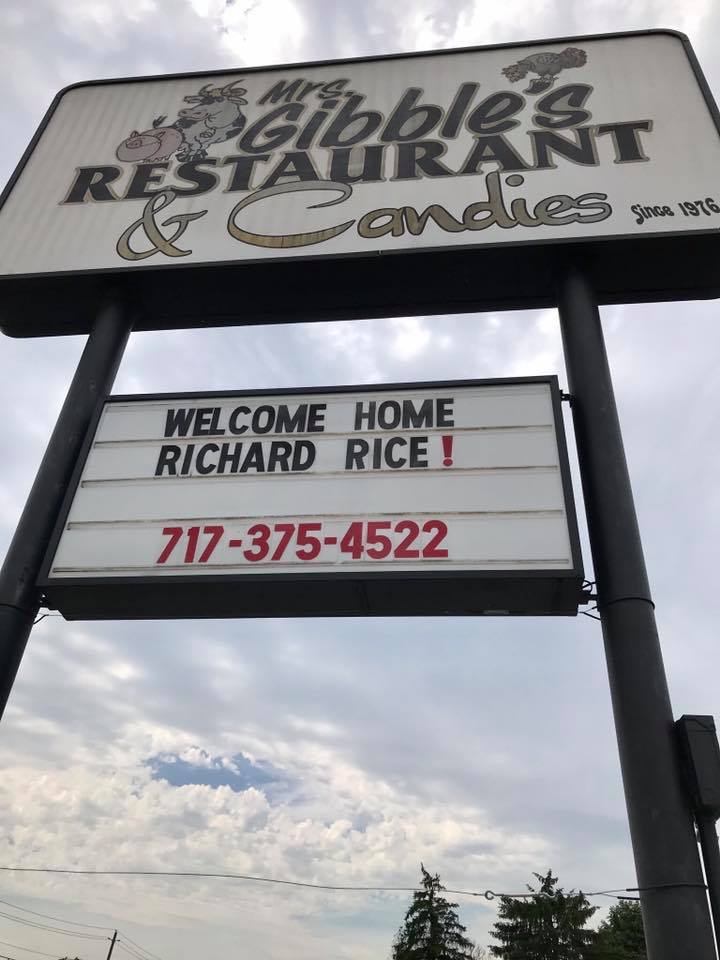 Mrs.
Gibble's
RESTAURANT
& Candies Since 1976
WELCOME HOME
RICHARD RICE!
717-375-4522